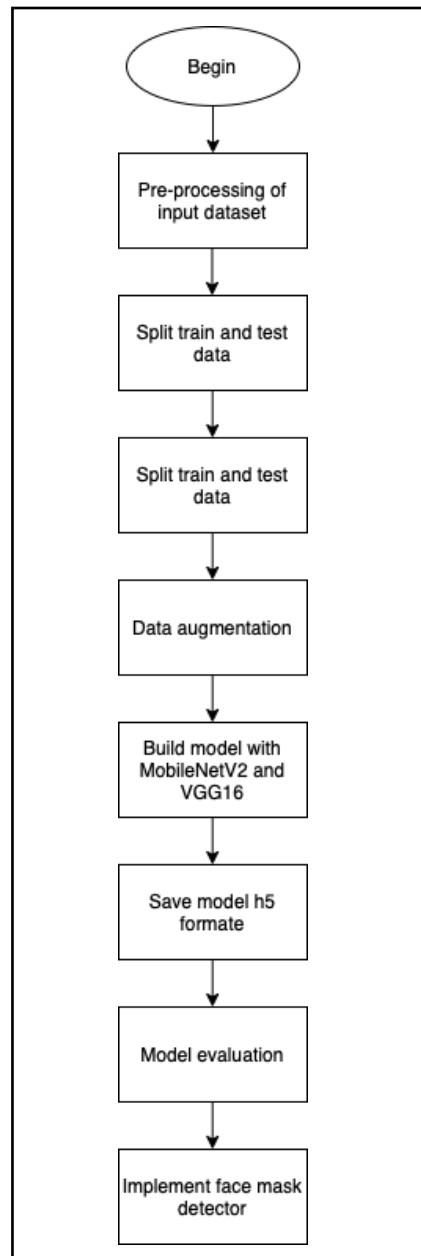 Begin
Pre-processing of
input dataset
Split train and test
data
Split train and test
data
Data augmentation
Build model with
MobileNetV2 and
VGG16
Save model h5
formate
Model evaluation
Implement face mask
detector